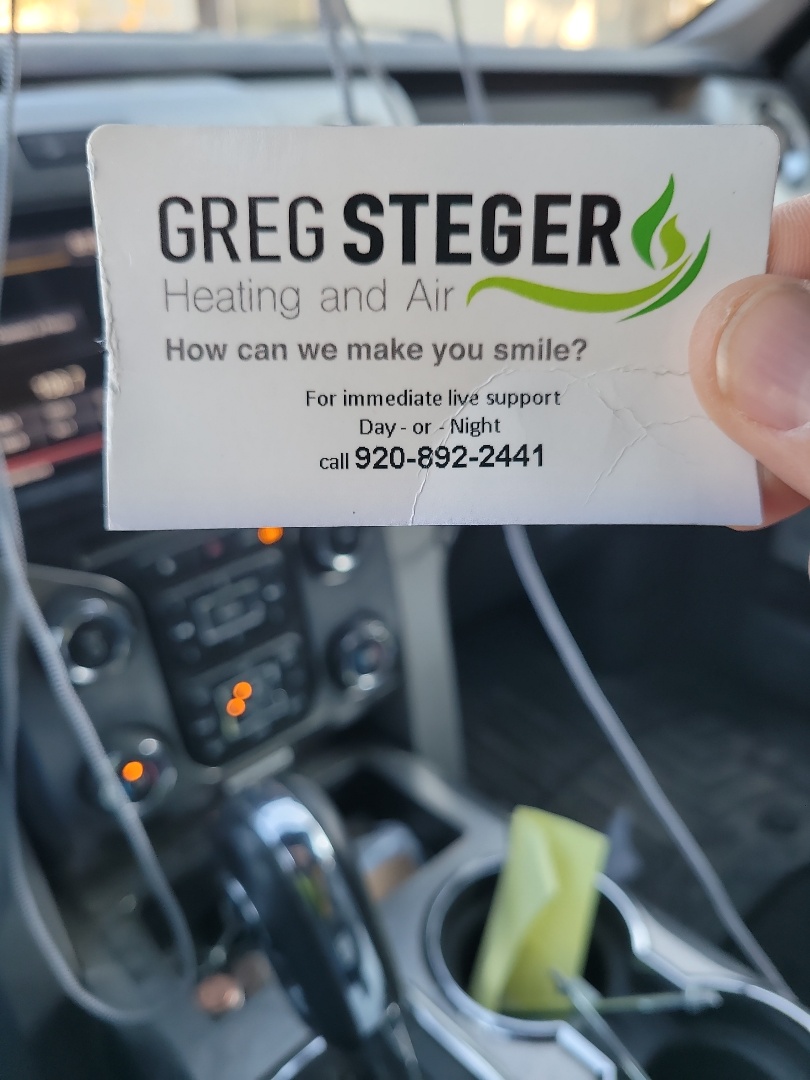 GREG STEGER
Heating and Air
How can we make you smile?
For immediate live support
Day - or - Night
call 920-892-2441